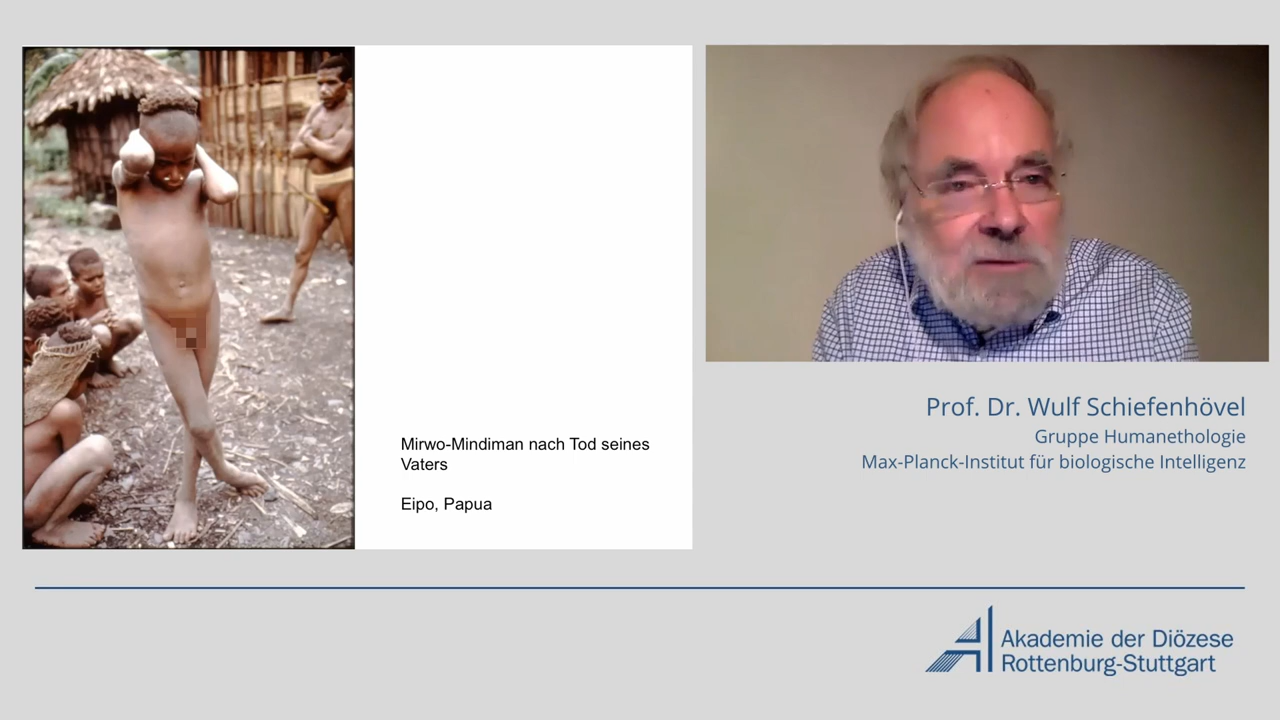 Mirwo-Mindiman nach Tod seines
Vaters
Eipo, Papua
Prof. Dr. Wulf Schiefenhövel
Gruppe Humanethologie
Max-Planck-Institut für biologische Intelligenz
Akademie der Diözese
Rottenburg-Stuttgart